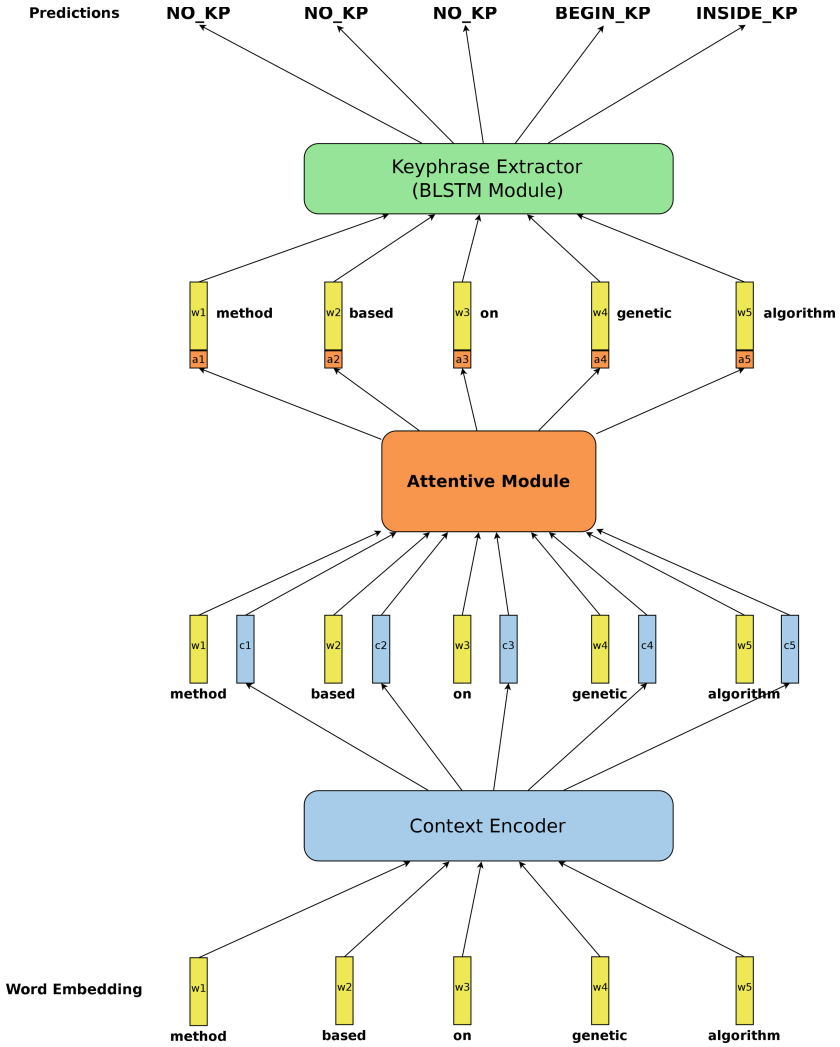 Predictions NO_KP NO_KP NO_KP BEGIN_KP INSIDE_KP
Keyphrase Extractor
(BLSTM Module)
w1 method w2 based w3 on w4 genetic w5 algorithm
a1 a2 a3 a4 a5
Attentive Module
w1 c1 w2 c2 w3 c3 w4 c4 w5 c5
method based on genetic algorithm
Context Encoder
Word Embedding w1 w2 w3 w4 w5
method based on genetic algorithm